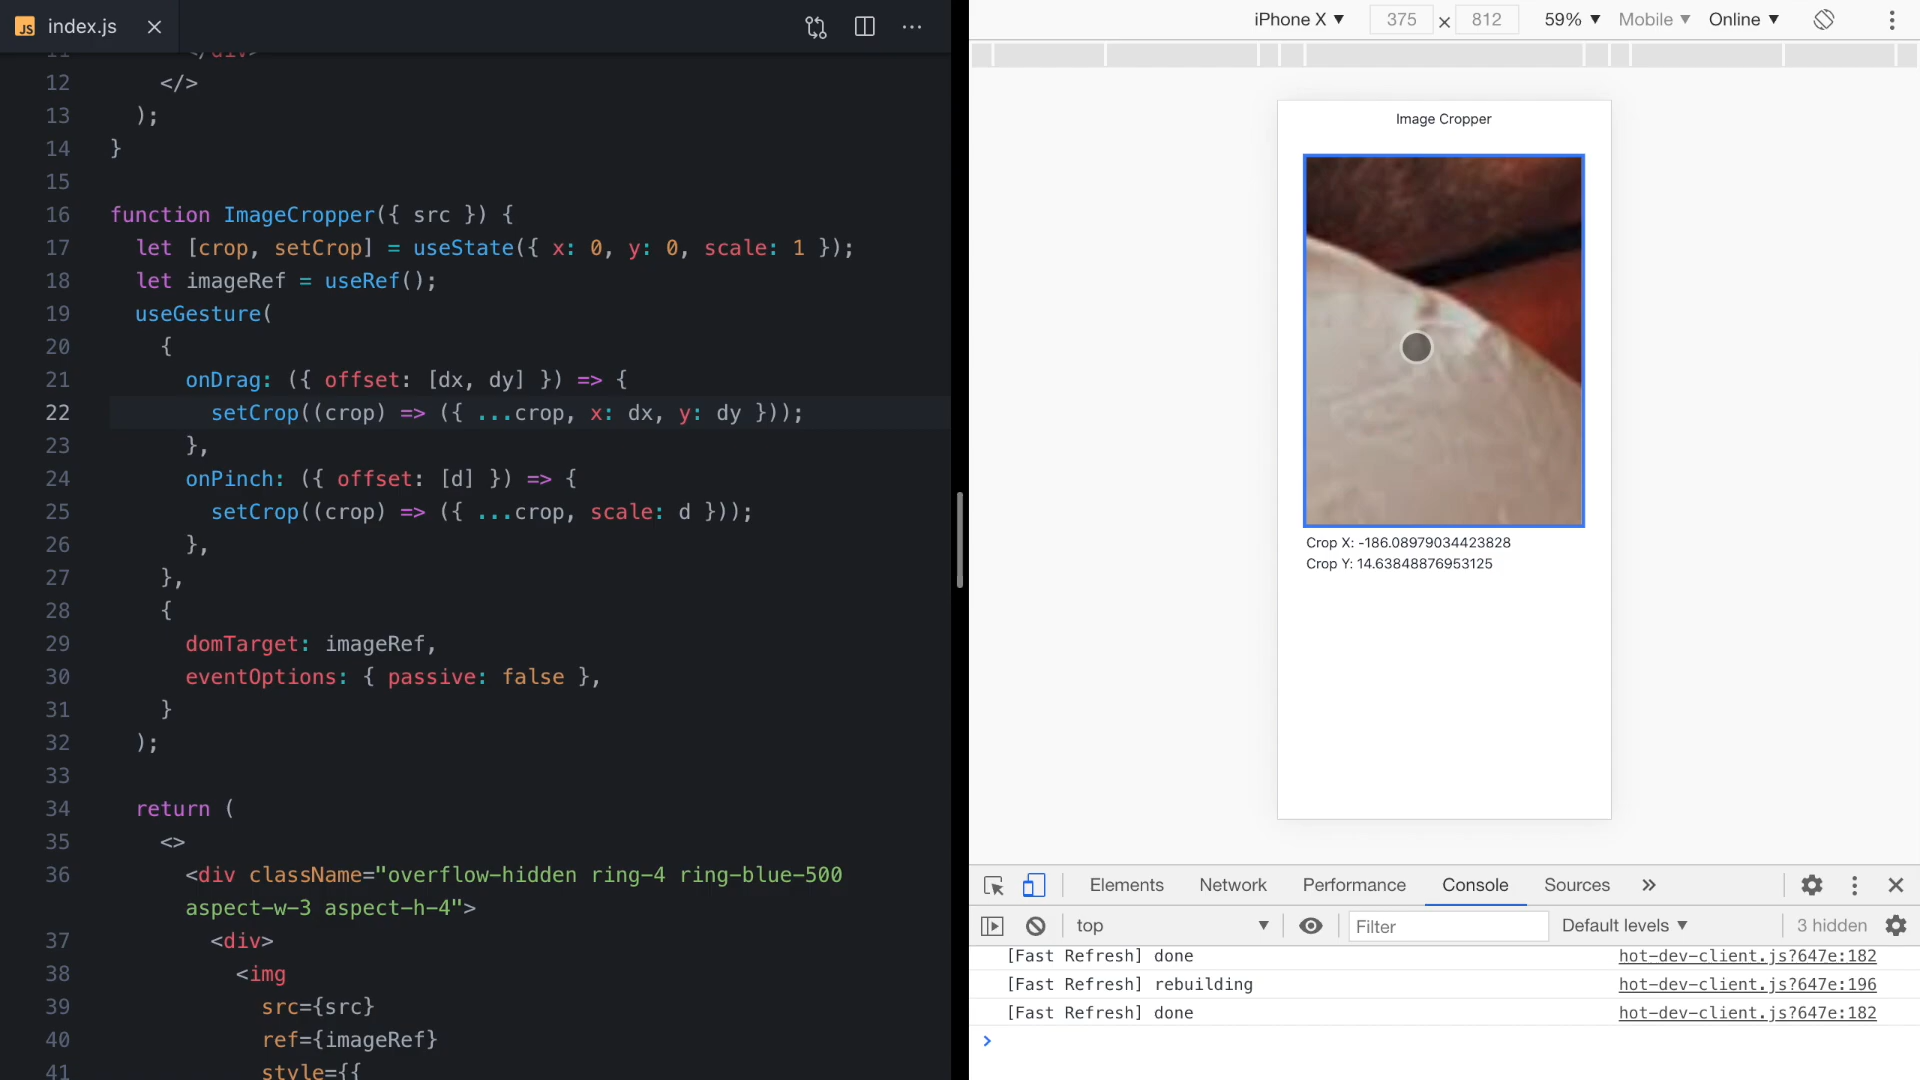 JS index.js
11 </div>
12 </>
13 );
14 }
15
16 function ImageCropper({ src }) {
17 let [crop, setCrop] = useState({ x: 0, y: 0, scale: 1 });
18 let imageRef = useRef();
19 useGesture(
20 {
21 onDrag: ({ offset: [dx, dy] }) => {
22 setCrop((crop) => ({ ...crop, x: dx, y: dy }));
23 },
24 onPinch: ({ offset: [d] }) => {
25 setCrop((crop) => ({ ...crop, scale: d }));
26 },
27 },
28 {
29 domTarget: imageRef,
30 eventOptions: { passive: false },
31 }
32 );
33
34 return (
35 <>
36 <div className="overflow-hidden ring-4 ring-blue-500
aspect-w-3 aspect-h-4">
37 <div>
38 <img
39 src={src}
40 ref={imageRef}
41 style={{
iPhone X 375 × 812 59% Mobile Online
Image Cropper
Crop X: -186.08979034423828
Crop Y: 14.63848876953125
Elements Network Performance Console Sources
top Filter Default levels 3 hidden
[Fast Refresh] done hot-dev-client.js?647e:182
[Fast Refresh] rebuilding hot-dev-client.js?647e:196
[Fast Refresh] done hot-dev-client.js?647e:182